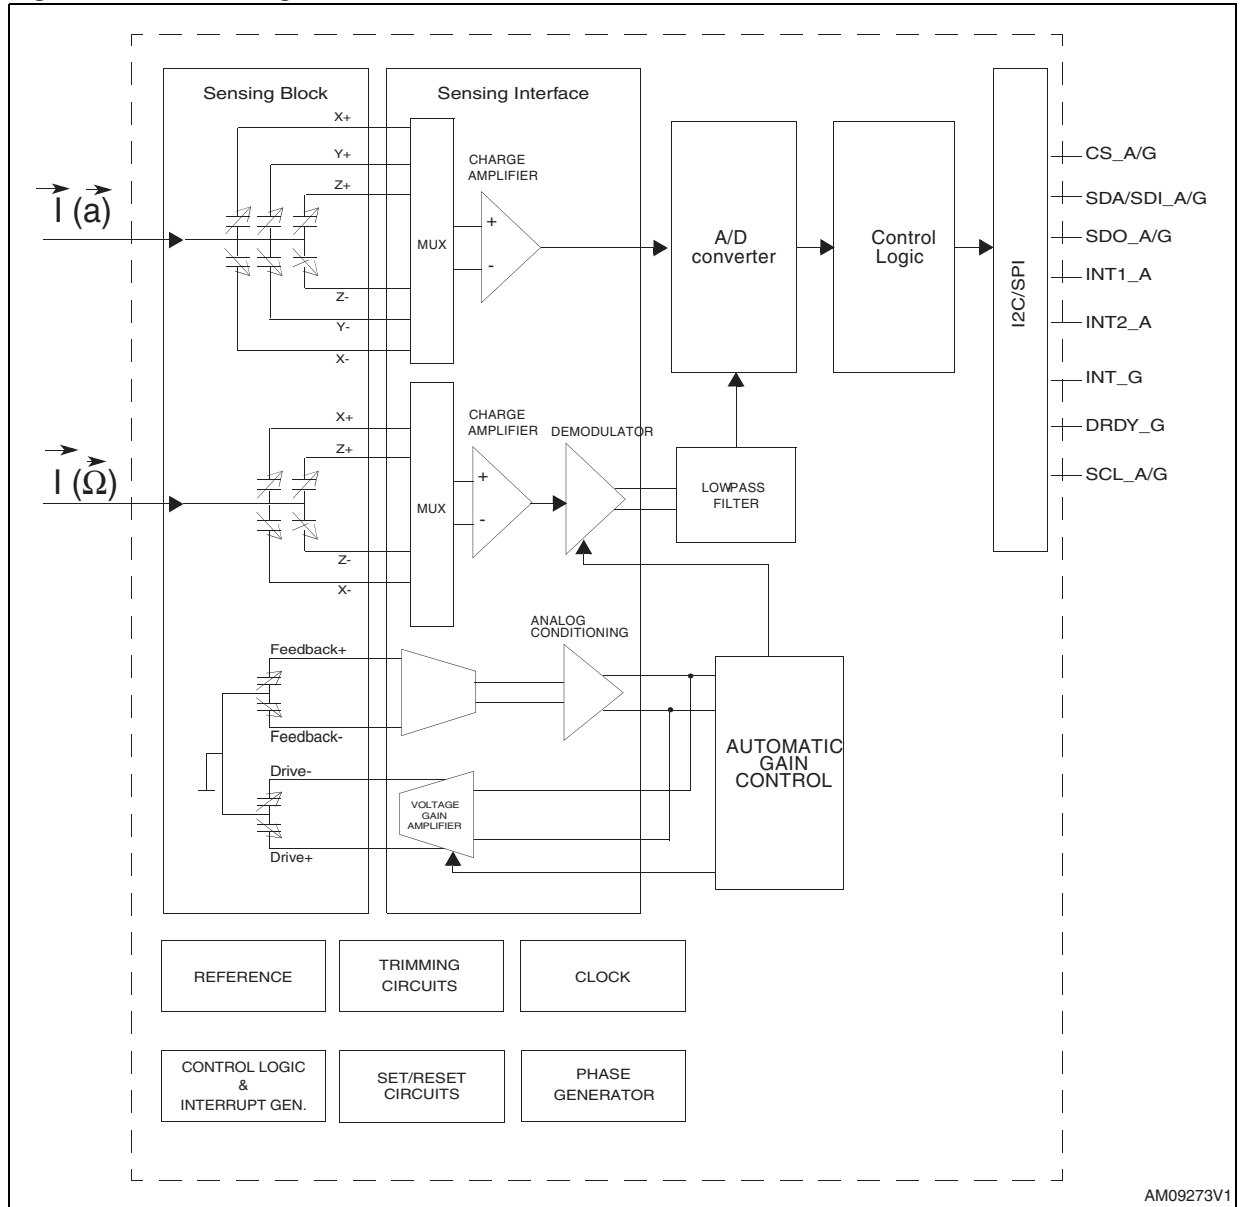 Sensing Block
Sensing Interface
X+
Y+
Z+
Z-
Y-
X-
I (a)
MUX
CHARGE
AMPLIFIER
+
-
A/D
converter
Control
Logic
I2C/SPI
CS_A/G
SDA/SDI_A/G
SDO_A/G
INT1_A
INT2_A
INT_G
DRDY_G
SCL_A/G
X+
Z+
Z-
X-
I (Ω)
MUX
CHARGE
AMPLIFIER
+
-
DEMODULATOR
LOWPASS
FILTER
Feedback+
Feedback-
ANALOG
CONDITIONING
Drive-
Drive+
VOLTAGE
GAIN
AMPLIFIER
AUTOMATIC
GAIN
CONTROL
REFERENCE
TRIMMING
CIRCUITS
CLOCK
CONTROL LOGIC
&
INTERRUPT GEN.
SET/RESET
CIRCUITS
PHASE
GENERATOR
AM09273V1